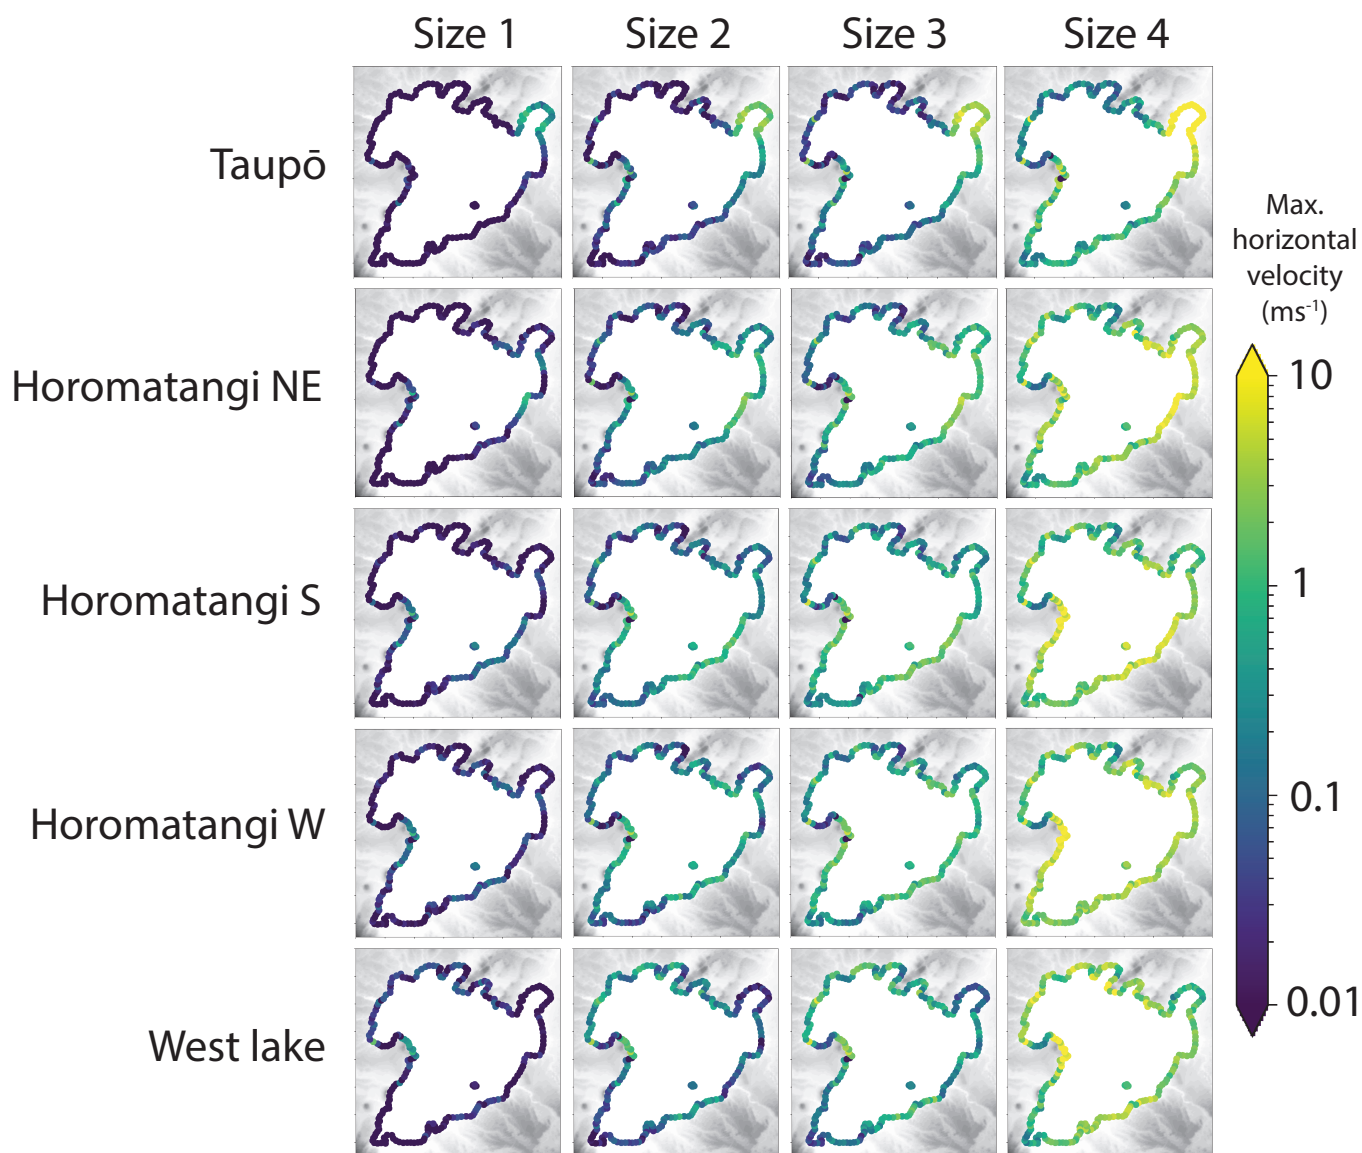 Size 1
Size 2
Size 3
Size 4
Taupō
Horomatangi NE
Horomatangi S
Horomatangi W
West lake
Max.
horizontal
velocity
(ms⁻¹)
10
1
0.1
0.01